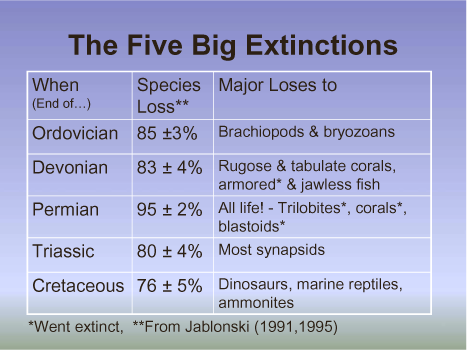 The Five Big Extinctions
When Species Major Loses to
(End of…) Loss**
Ordovician 85 ±3% Brachiopods & bryozoans
Devonian 83 ± 4% Rugose & tabulate corals,
armored* & jawless fish
Permian 95 ± 2% All life! - Trilobites*, corals*,
blastoids*
Triassic 80 ± 4% Most synapsids
Cretaceous 76 ± 5% Dinosaurs, marine reptiles,
ammonites
*Went extinct, **From Jablonski (1991,1995)